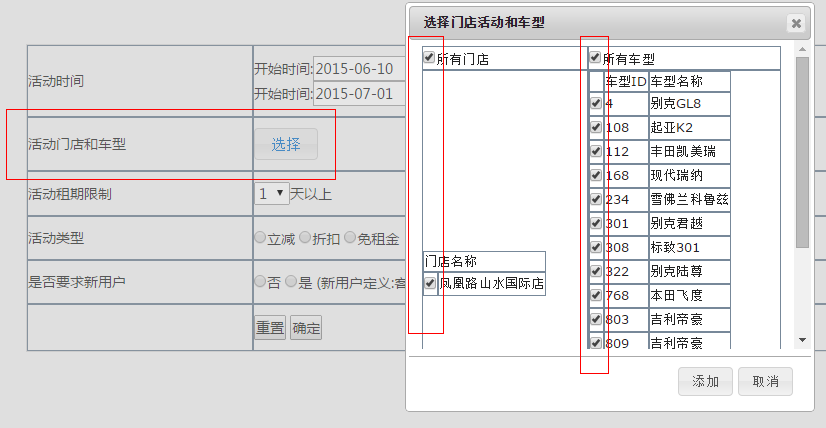 活动时间
开始时间:2015-06-10
开始时间:2015-07-01
活动门店和车型
选择
活动租期限制
1 天以上
活动类型
立减 折扣 免租金
是否要求新用户
否 是 (新用户定义:
重置 确定
选择门店活动和车型
所有门店
所有车型
车型ID 车型名称
4 别克GL8
108 起亚K2
112 丰田凯美瑞
168 现代瑞纳
234 雪佛兰科鲁兹
301 别克君越
308 标致301
322 别克陆尊
768 本田飞度
803 吉利帝豪
809 吉利帝豪
门店名称
凤凰路山水国际店
添加 取消